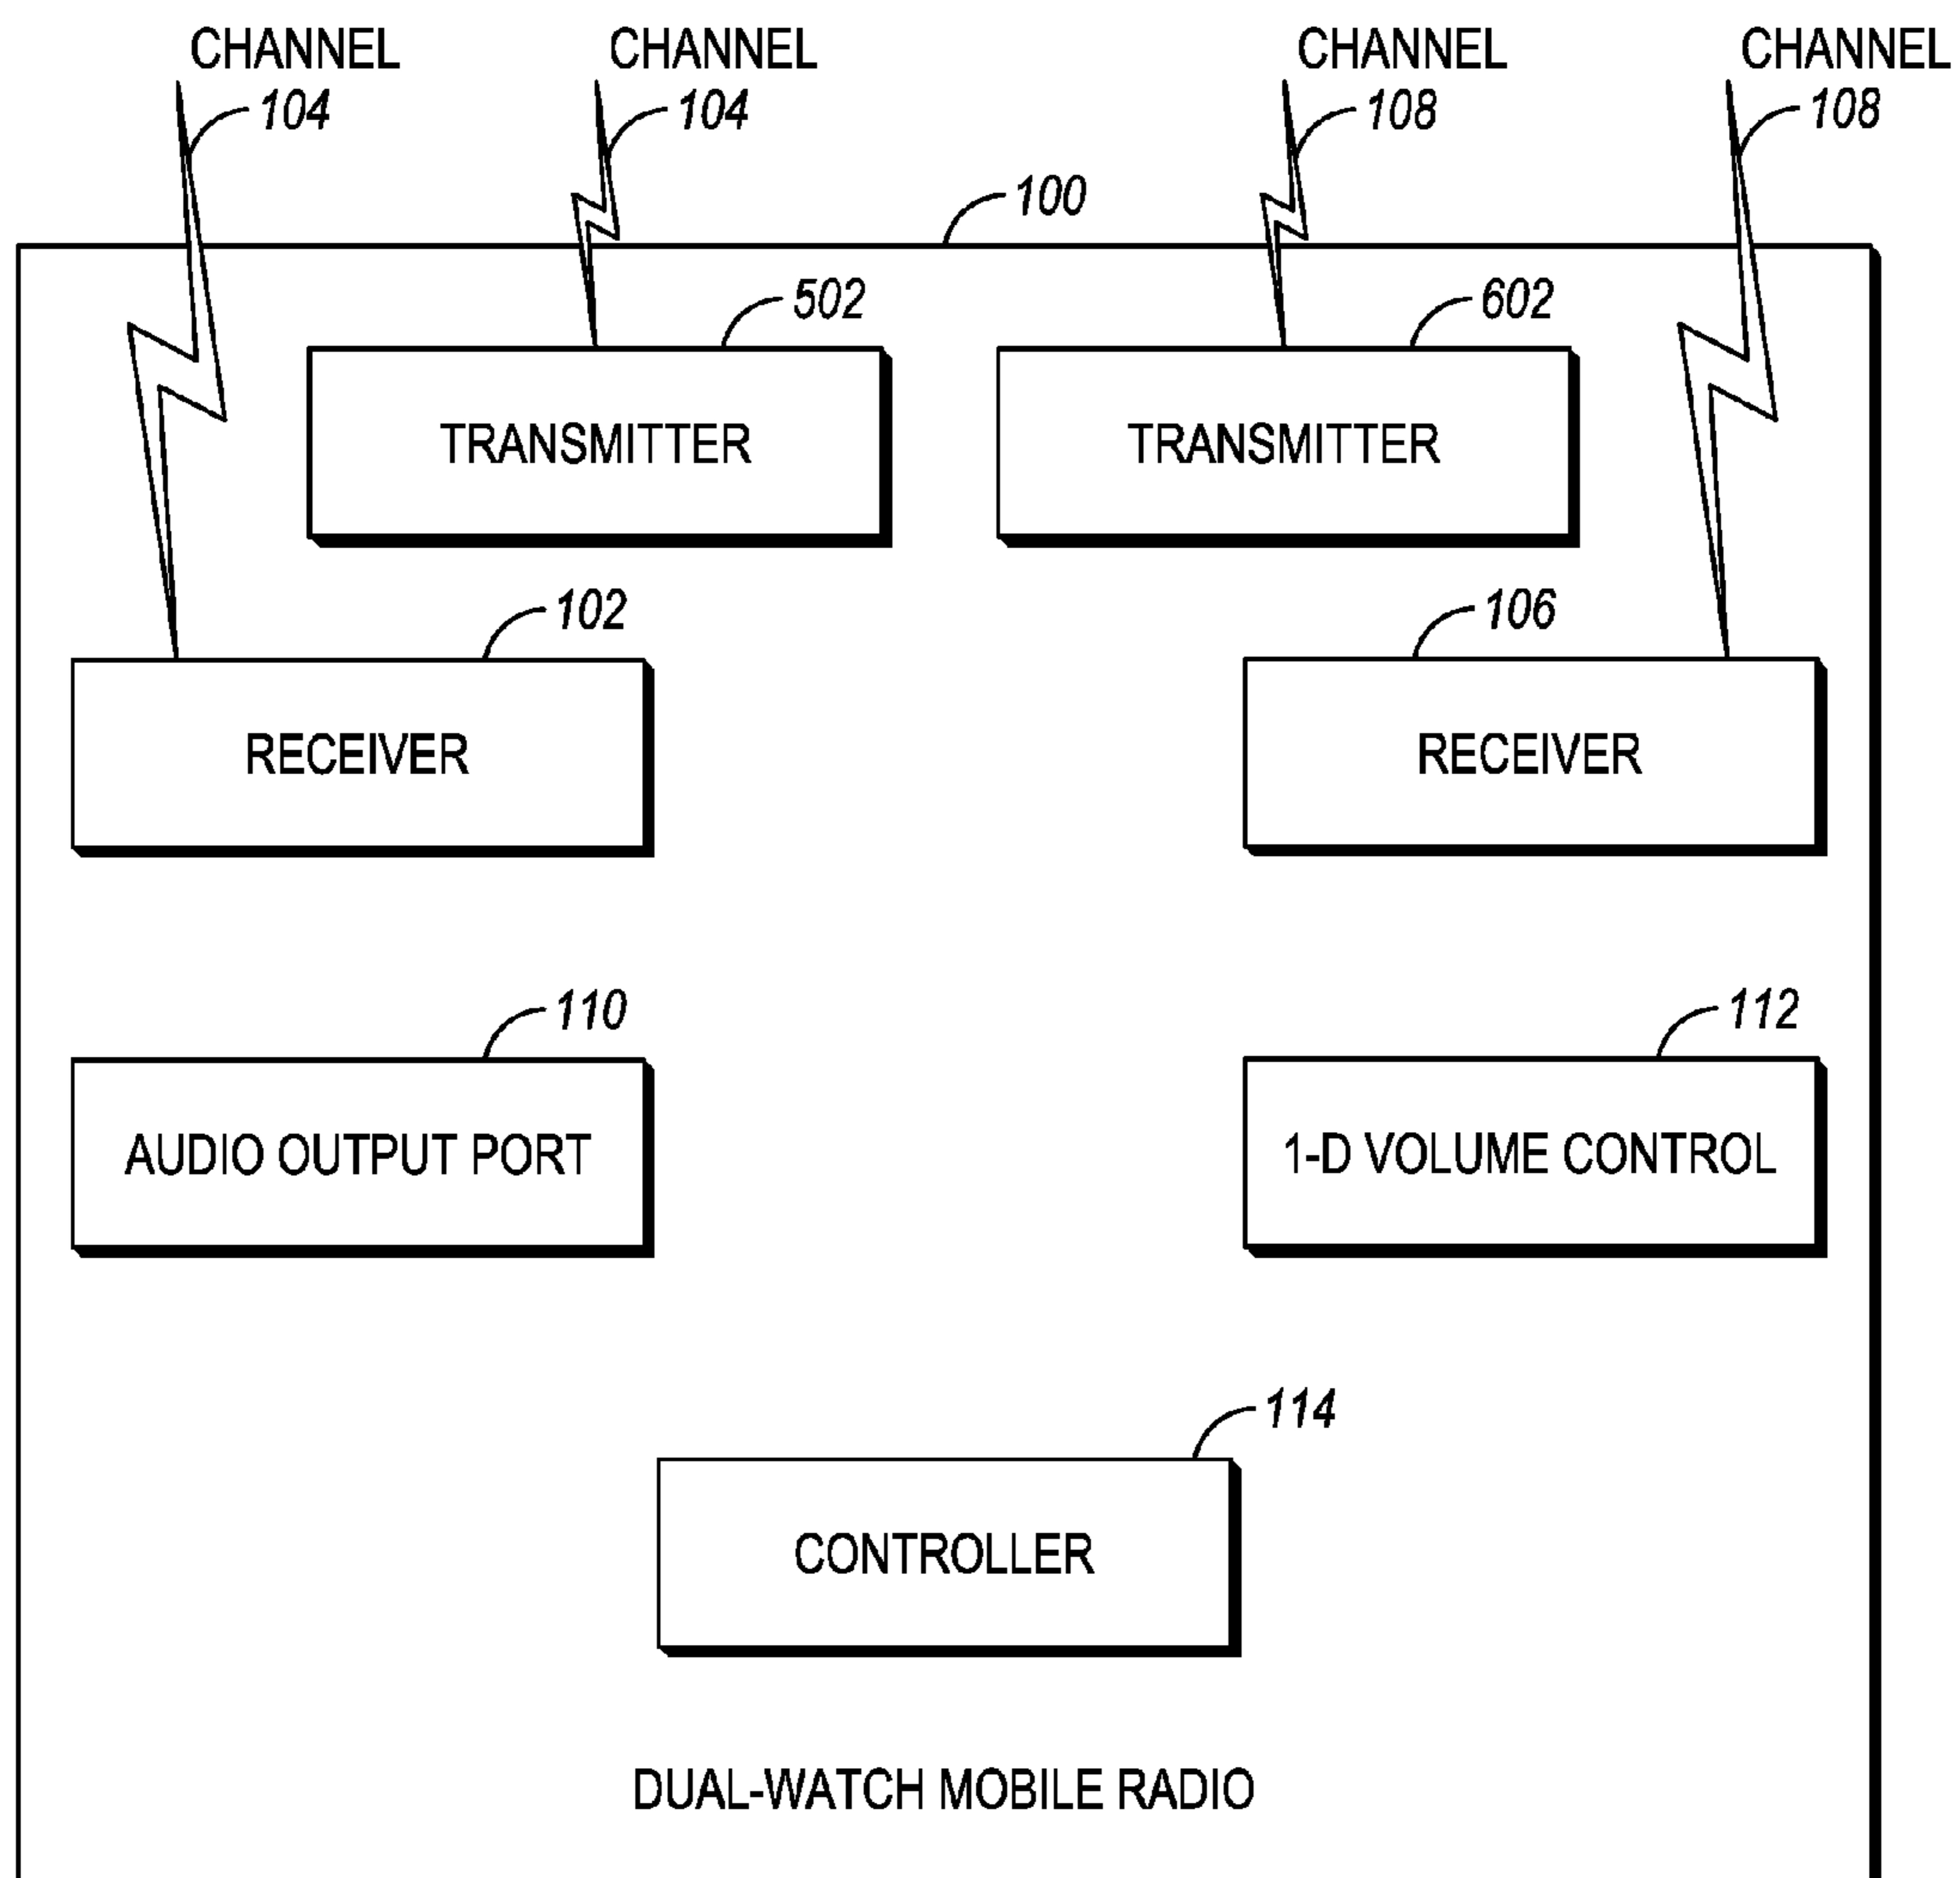 CHANNEL CHANNEL CHANNEL CHANNEL
104 104 108 108
100
502 602
TRANSMITTER TRANSMITTER
102 106
RECEIVER RECEIVER
110 112
AUDIO OUTPUT PORT 1-D VOLUME CONTROL
114
CONTROLLER
DUAL-WATCH MOBILE RADIO